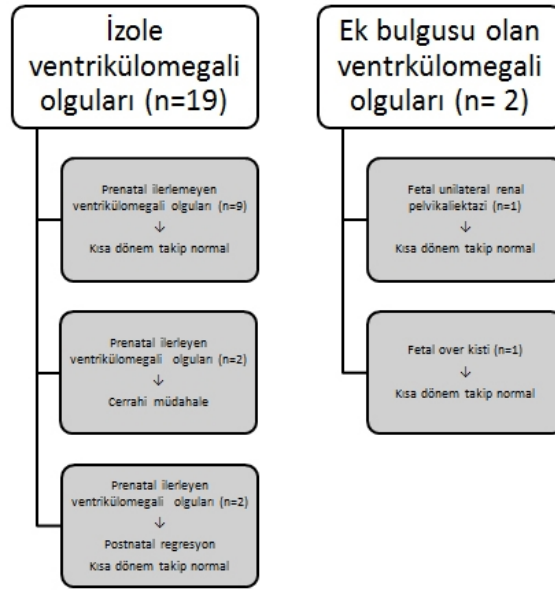 İzole
ventrikülomegali
olguları (n=19)
Prenatal ilerlemeyen
ventrikülomegali olguları (n=9)
↓
Kısa dönem takip normal
Prenatal ilerleyen
ventrikülomegali olguları (n=2)
↓
Cerrahi müdahale
Prenatal ilerleyen
ventrikülomegali olguları (n=2)
↓
Postnatal regresyon
Kısa dönem takip normal
Ek bulgusu olan
ventrkülomegali
olguları (n= 2)
Fetal unilateral renal
pelvikaliektazi (n=1)
↓
Kısa dönem takip normal
Fetal over kisti (n=1)
↓
Kısa dönem takip normal